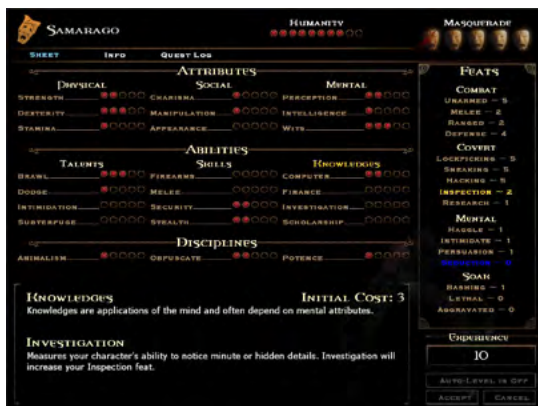 SAMARAGO
HUMANITY
MASQUERADE
SHEET INFO QUEST LOG
ATTRIBUTES
PHYSICAL SOCIAL MENTAL
STRENGTH CHARISMA PERCEPTION
DEXTERITY MANIPULATION INTELLIGENCE
STAMINA APPEARANCE WITS
ABILITIES
TALENTS SKILLS KNOWLEDGES
BRAWL FIREARMS COMPUTER
DODGE MELEE FINANCE
INTIMIDATION SECURITY INVESTIGATION
SUBTERFUGE STEALTH SCHOLARSHIP
DISCIPLINES
ANIMALISM OBFUSCATE POTENCE
KNOWLEDGES INITIAL COST: 3
Knowledges are applications of the mind and often depend on mental attributes.
INVESTIGATION
Measures your character's ability to notice minute or hidden details. Investigation will
increase your Inspection feat.
FEATS
COMBAT
UNARMED – 5
MELEE – 2
RANGED – 2
DEFENSE – 4
COVERT
LOCKPICKING – 5
SNEAKING – 5
HACKING – 5
INSPECTION – 2
RESEARCH – 1
MENTAL
HAGGLE – 1
INTIMIDATE – 1
PERSUASION – 1
SOAK
BASHING – 1
LETHAL – 0
AGGRAVATED – 0
EXPERIENCE
10
AUTO-LEVEL IS OFF
ACCEPT CANCEL